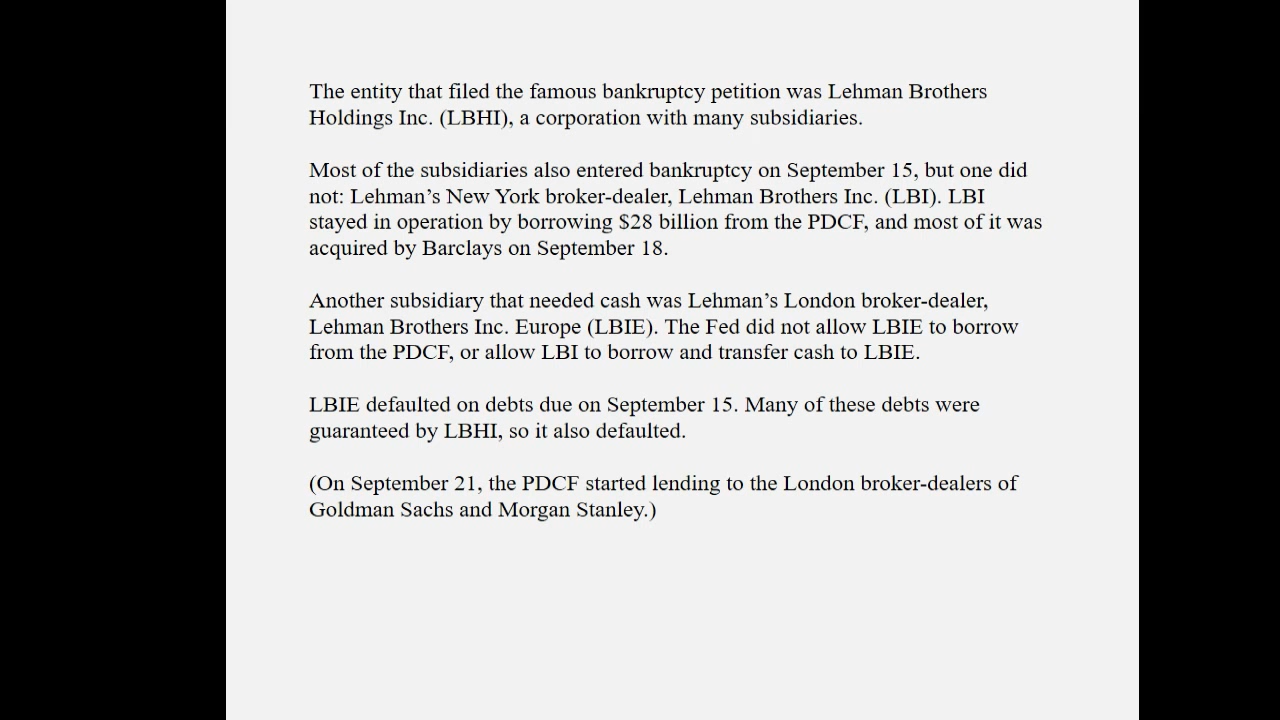 The entity that filed the famous bankruptcy petition was Lehman Brothers
Holdings Inc. (LBHI), a corporation with many subsidiaries.
Most of the subsidiaries also entered bankruptcy on September 15, but one did
not: Lehman’s New York broker-dealer, Lehman Brothers Inc. (LBI). LBI
stayed in operation by borrowing $28 billion from the PDCF, and most of it was
acquired by Barclays on September 18.
Another subsidiary that needed cash was Lehman’s London broker-dealer,
Lehman Brothers Inc. Europe (LBIE). The Fed did not allow LBIE to borrow
from the PDCF, or allow LBI to borrow and transfer cash to LBIE.
LBIE defaulted on debts due on September 15. Many of these debts were
guaranteed by LBHI, so it also defaulted.
(On September 21, the PDCF started lending to the London broker-dealers of
Goldman Sachs and Morgan Stanley.)